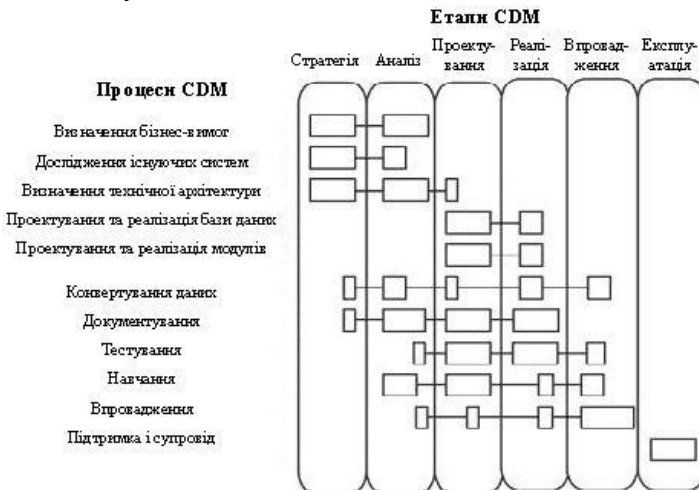 Етапи CDM
Стратегія Аналіз Проекту- Реалі- Впровад- Експлу-
вання зація ження атація
Процеси CDM
Визначення бізнес-вимог
Дослідження існуючих систем
Визначення технічної архітектури
Проектування та реалізація бази даних
Проектування та реалізація модулів
Конвертування даних
Документування
Тестування
Навчання
Впровадження
Підтримка і супровід